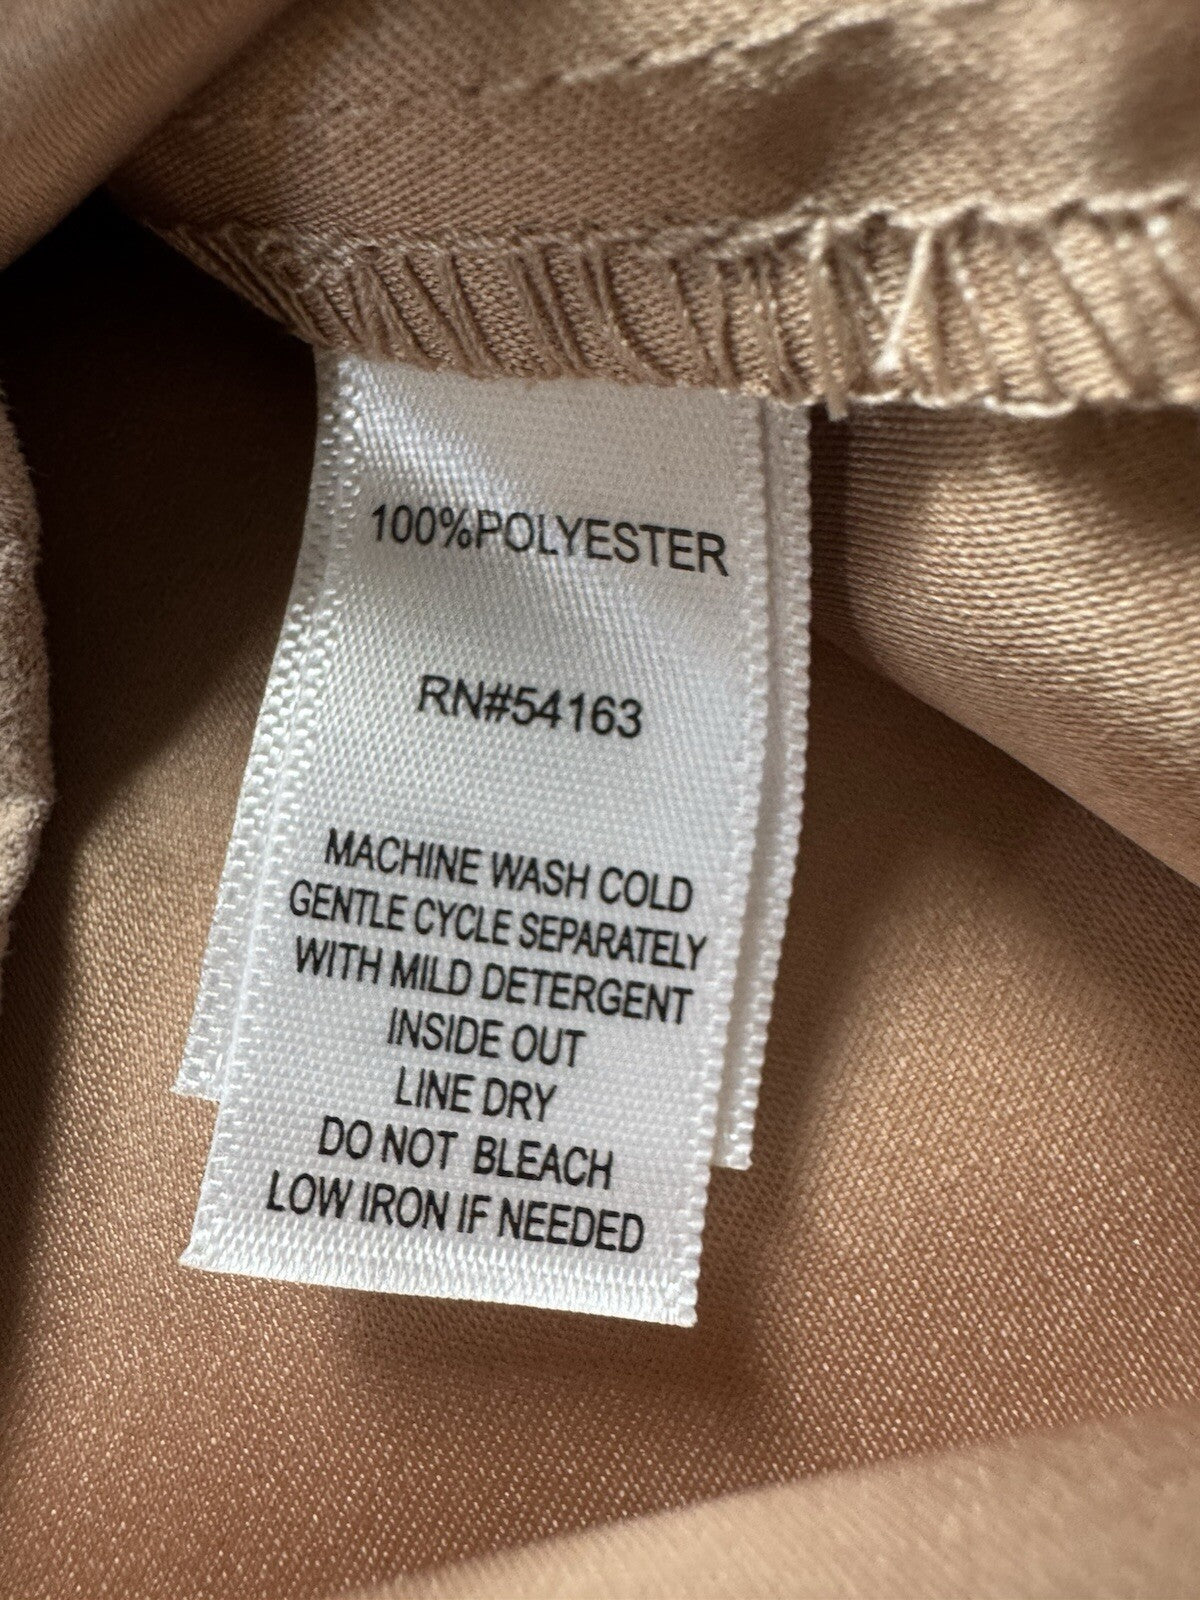 100%POLYESTER
RN#54163
MACHINE WASH COLD
GENTLE CYCLE SEPARATELY
WITH MILD DETERGENT
INSIDE OUT
LINE DRY
DO NOT BLEACH
LOW IRON IF NEEDED